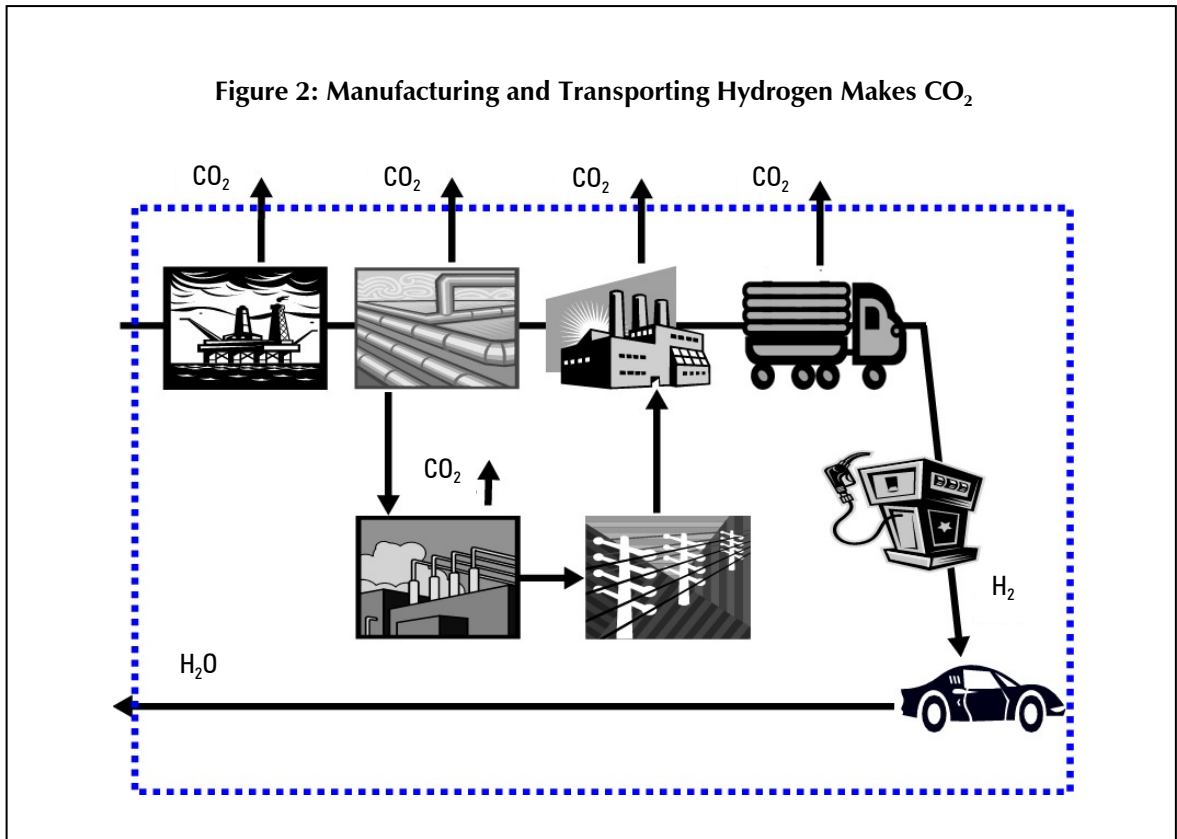 Figure 2: Manufacturing and Transporting Hydrogen Makes CO₂
CO₂ CO₂ CO₂ CO₂
CO₂
H₂
H₂O